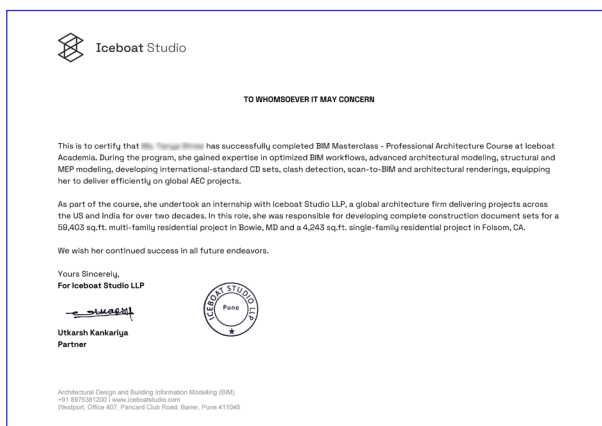 Iceboat Studio
TO WHOMSOEVER IT MAY CONCERN
This is to certify that has successfully completed BIM Masterclass - Professional Architecture Course at Iceboat
Academia. During the program, she gained expertise in optimized BIM workflows, advanced architectural modeling, structural and
MEP modeling, developing international-standard CD sets, clash detection, scan-to-BIM and architectural renderings, equipping
her to deliver efficiently on global AEC projects.
As part of the course, she undertook an internship with Iceboat Studio LLP, a global architecture firm delivering projects across
the US and India for over two decades. In this role, she was responsible for developing complete construction document sets for a
59,403 sq.ft. multi-family residential project in Bowie, MD and a 4,243 sq.ft. single-family residential project in Folsom, CA.
We wish her continued success in all future endeavors.
Yours Sincerely,
For Iceboat Studio LLP
ICEBOAT STUDIO LLP
Pune
Utkarsh Kankariya
Partner
Architectural Design and Building Information Modelling (BIM)
+91 8975381200 I www.iceboatstudio.com
Westport, Office 407, Pancard Club Road, Baner, Pune 411045